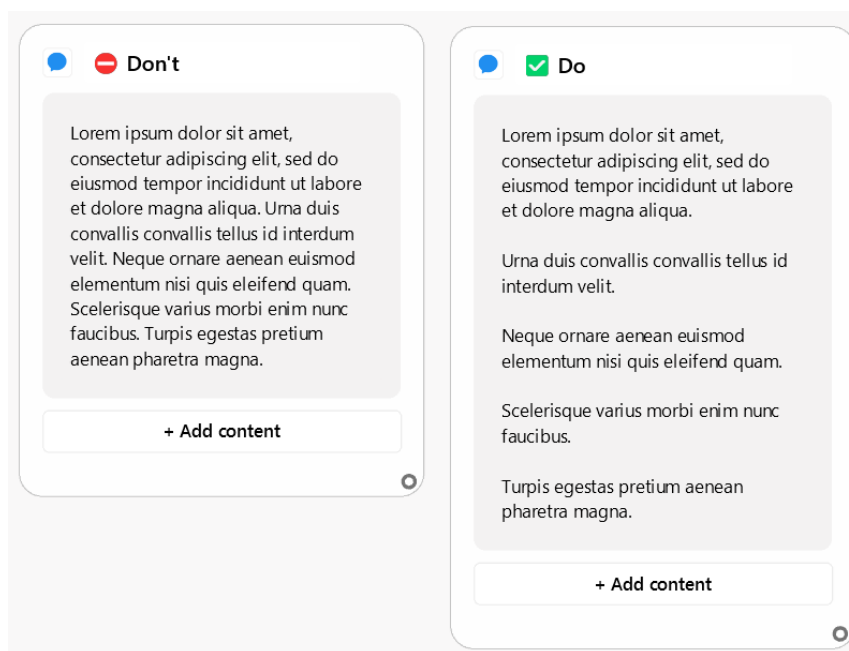 Don't
Lorem ipsum dolor sit amet,
consectetur adipiscing elit, sed do
eiusmod tempor incididunt ut labore
et dolore magna aliqua. Urna duis
convallis convallis tellus id interdum
velit. Neque ornare aenean euismod
elementum nisi quis eleifend quam.
Scelerisque varius morbi enim nunc
faucibus. Turpis egestas pretium
aenean pharetra magna.
+ Add content
Do
Lorem ipsum dolor sit amet,
consectetur adipiscing elit, sed do
eiusmod tempor incididunt ut labore
et dolore magna aliqua.
Urna duis convallis convallis tellus id
interdum velit.
Neque ornare aenean euismod
elementum nisi quis eleifend quam.
Scelerisque varius morbi enim nunc
faucibus.
Turpis egestas pretium aenean
pharetra magna.
+ Add content